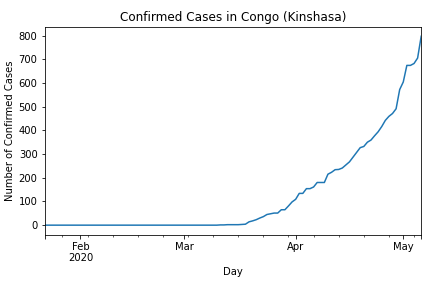 Confirmed Cases in Congo (Kinshasa)
Number of Confirmed Cases
800
700
600
500
400
300
200
100
0
Feb
2020
Mar
Apr
May
Day